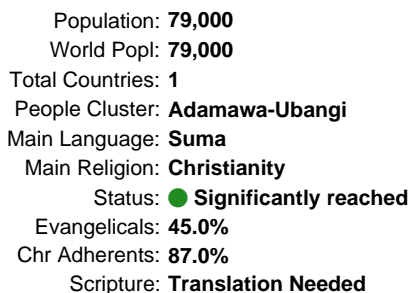 Population: 79,000
World Popl: 79,000
Total Countries: 1
People Cluster: Adamawa-Ubangi
Main Language: Suma
Main Religion: Christianity
Status: Significantly reached
Evangelicals: 45.0%
Chr Adherents: 87.0%
Scripture: Translation Needed